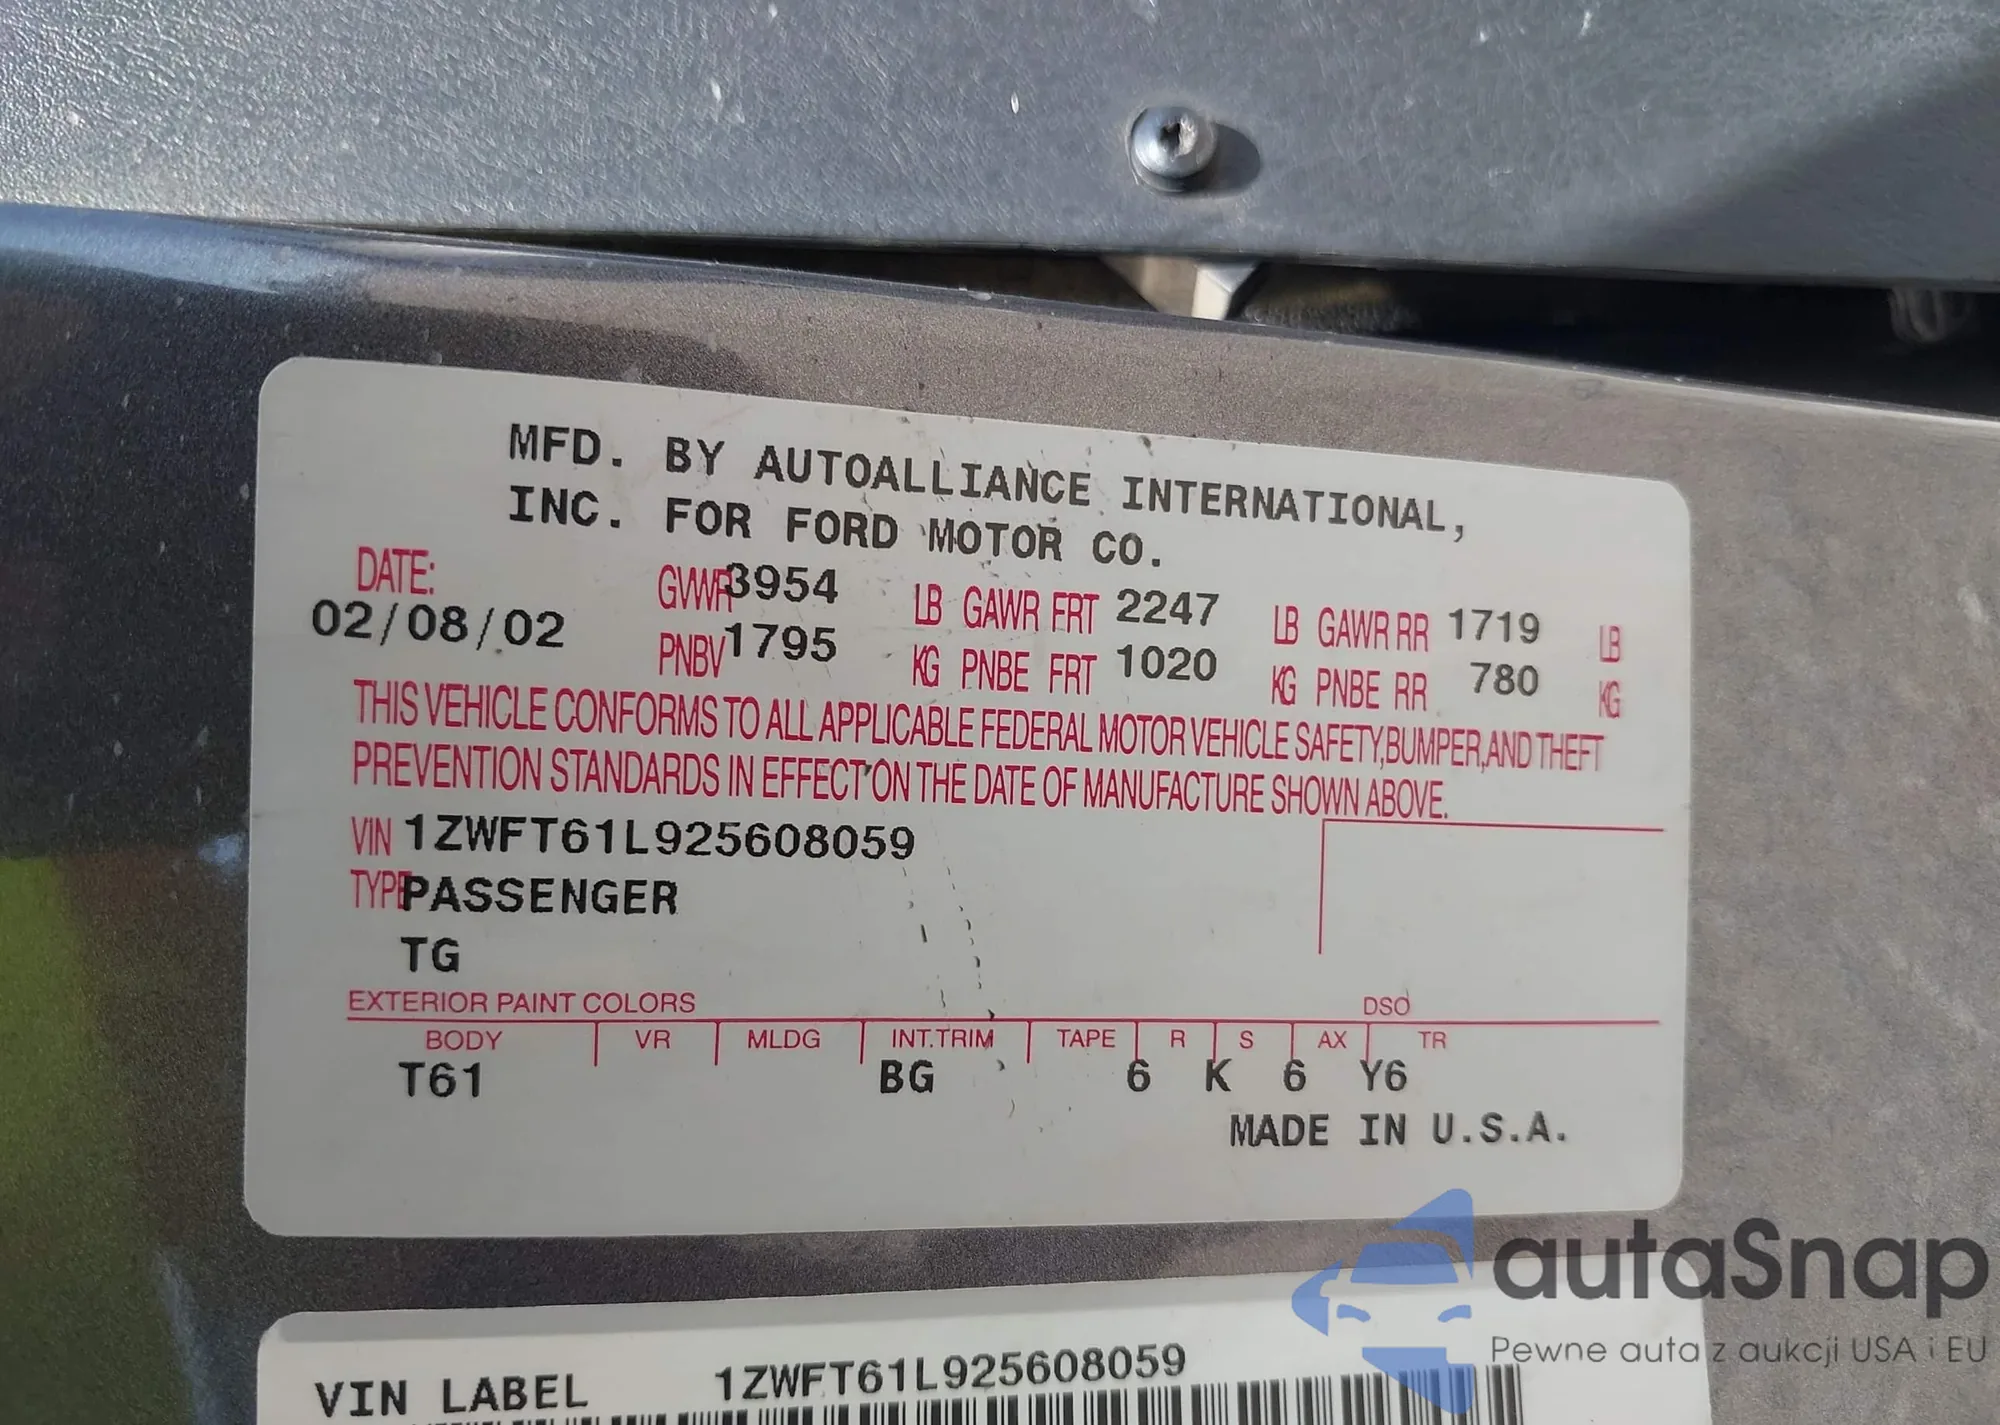 MFD. BY AUTOALLIANCE INTERNATIONAL,
INC. FOR FORD MOTOR CO.
DATE: GVWR 3954 LB GAWR FRT 2247 LB GAWR RR 1719 LB
02/08/02 PNBV 1795 KG PNBE FRT 1020 KG PNBE RR 780 KG
THIS VEHICLE CONFORMS TO ALL APPLICABLE FEDERAL MOTOR VEHICLE SAFETY, BUMPER, AND THEFT
PREVENTION STANDARDS IN EFFECT ON THE DATE OF MANUFACTURE SHOWN ABOVE.
VIN 1ZWFT61L925608059
TYPE PASSENGER
TG
EXTERIOR PAINT COLORS DSO
BODY VR MLDG INT.TRIM TAPE R S AX TR
T61 BG 6 K 6 Y6
MADE IN U.S.A.
VIN LABEL 1ZWFT61L925608059
autaSnap
Pewne auta z aukcji USA i EU